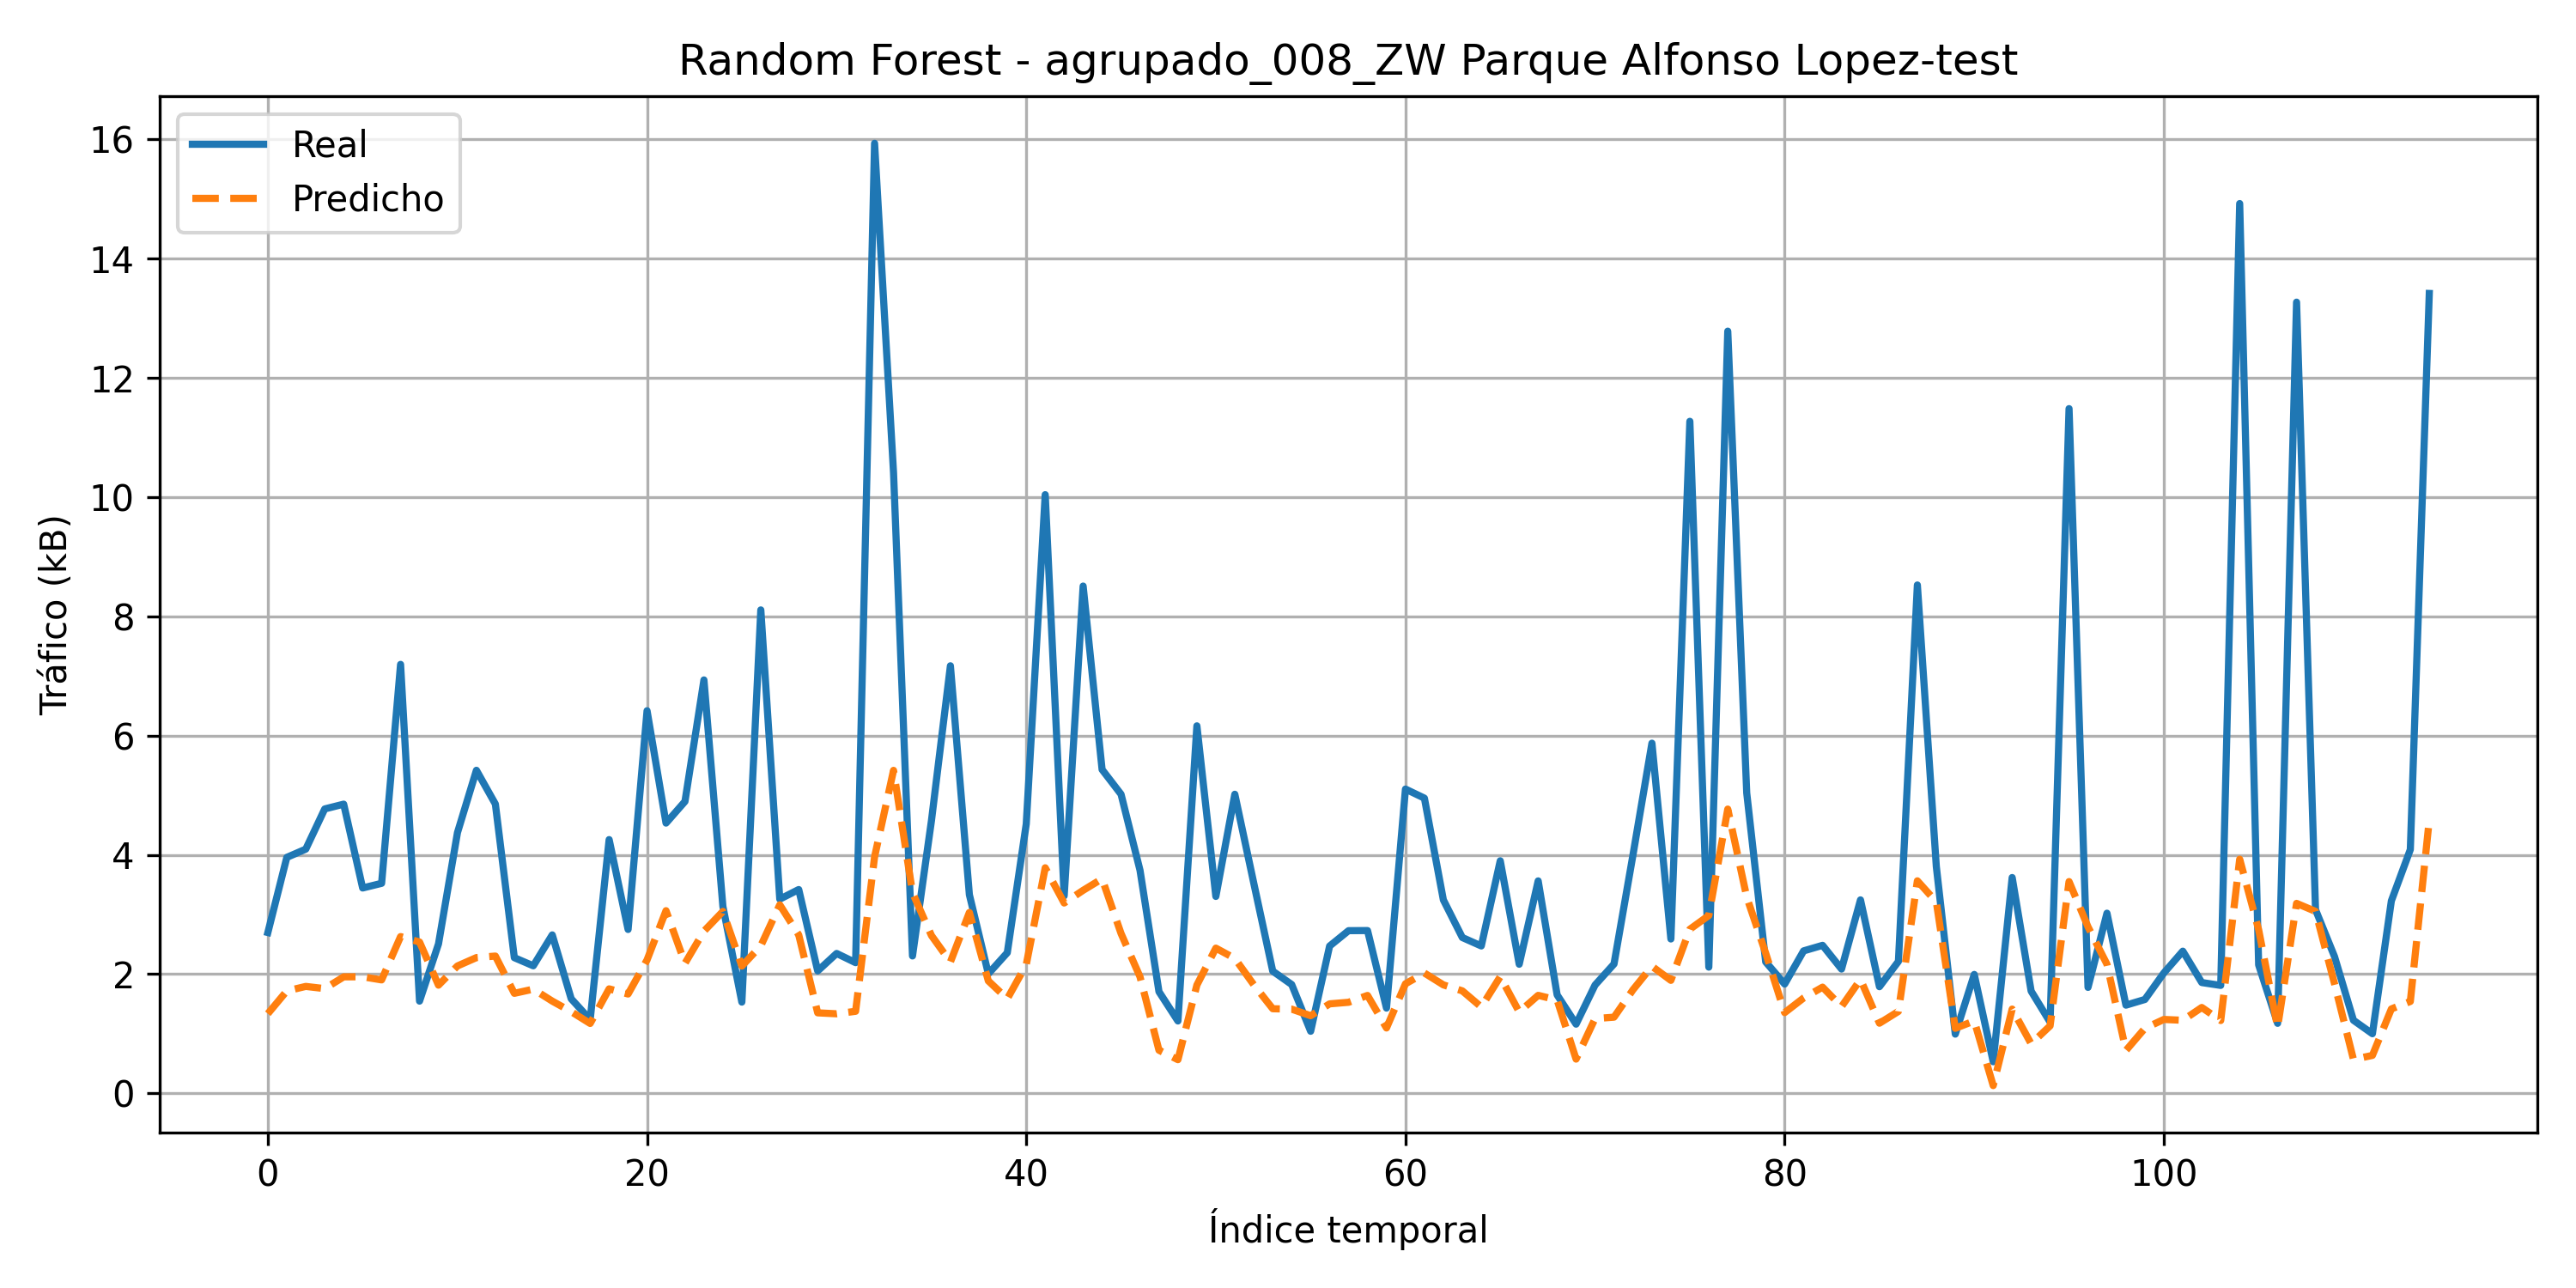 Random Forest - agrupado_008_ZW Parque Alfonso Lopez-test
Real
Predicho
16
14
12
10
8
6
4
2
0
Tráfico (kB)
0 20 40 60 80 100
Índice temporal